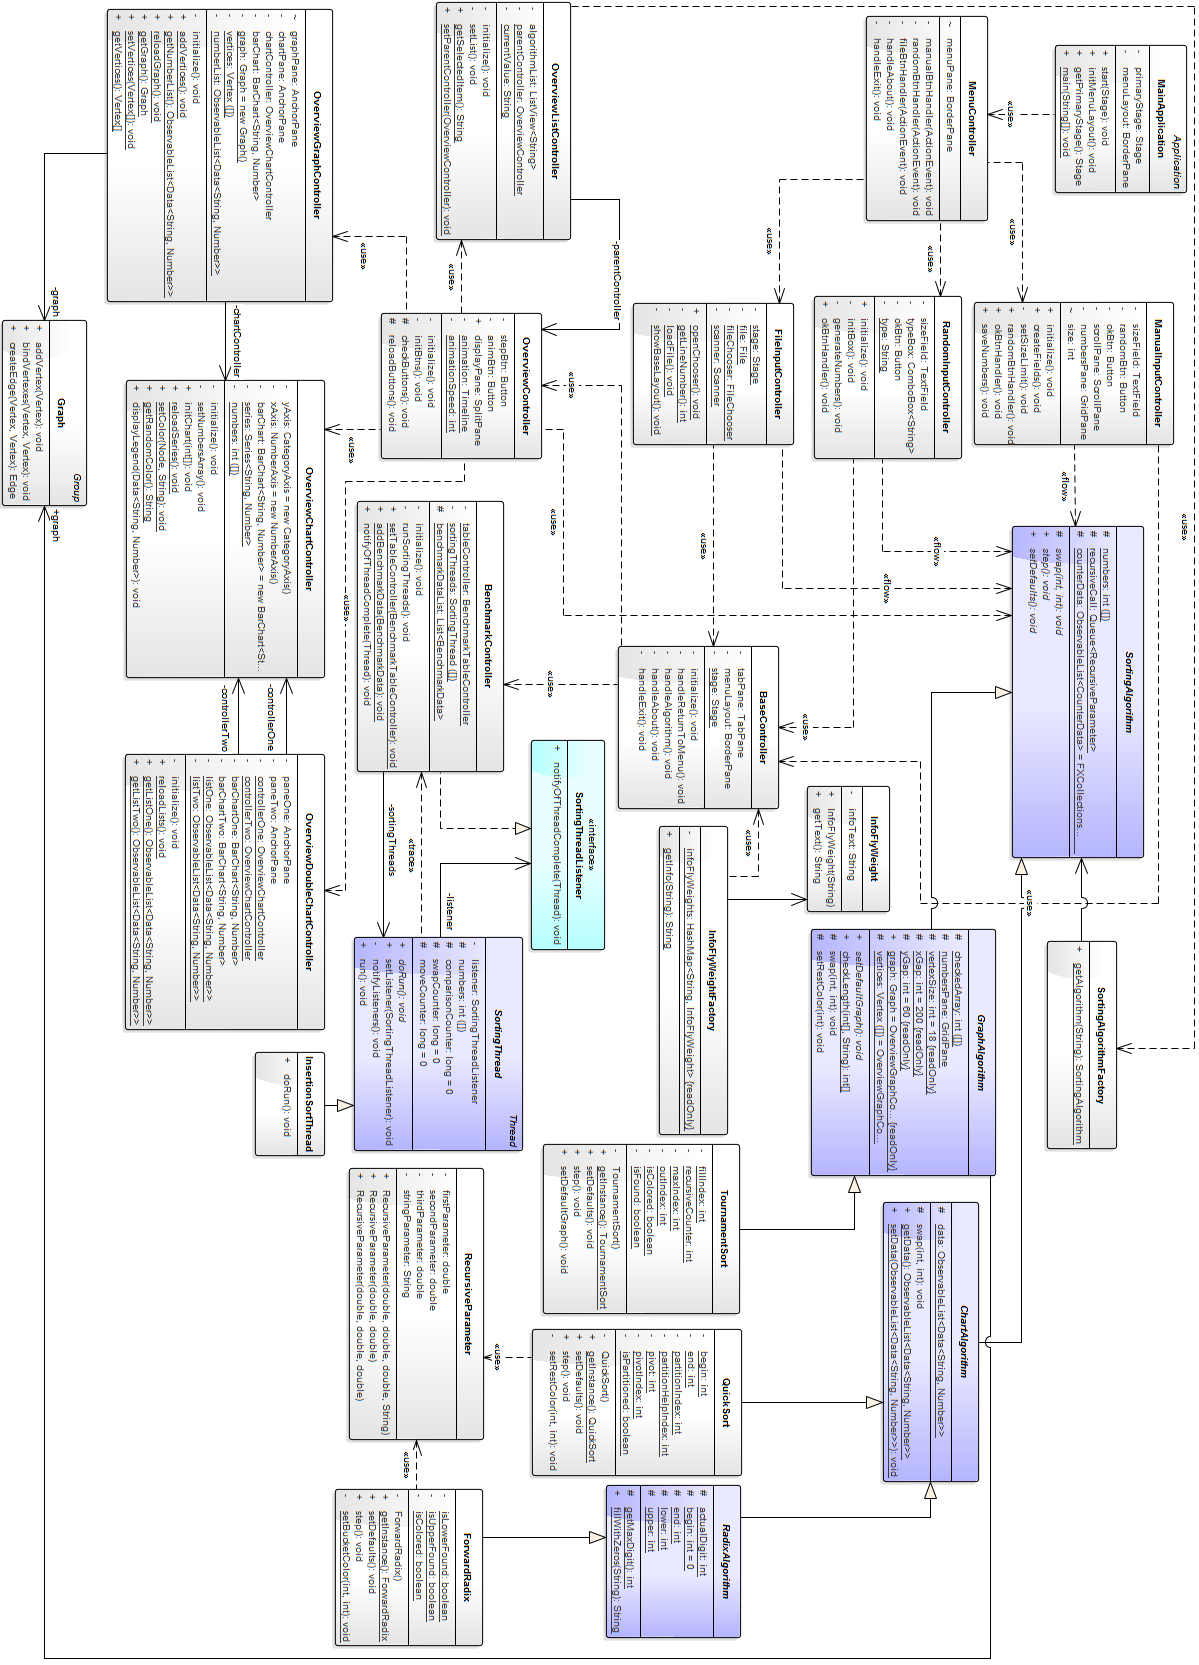 Application
MainApplication
- primaryStage: Stage
- menuLayout: BorderPane
+ start(Stage): void
+ initMenuLayout(): void
+ getPrimaryStage(): Stage
+ main(String[]): void
«use»
MenuController
~ menuPane: BorderPane
- manualBtnHandler(ActionEvent): void
- randomBtnHandler(ActionEvent): void
- fileBtnHandler(ActionEvent): void
- handleAbout(): void
- handleExit(): void
«use»
«use»
«use»
ManualInputController
- sizeField: TextField
- randomBtn: Button
- okBtn: Button
- scrollPane: ScrollPane
- numbersPane: GridPane
~ size: int
+ initialize(): void
+ createFields(): void
- setSizeLimit(): void
+ randomBtnHandler(): void
+ okBtnHandler(): void
+ saveNumbers(): void
RandomInputController
- sizeField: TextField
- typeBox: ComboBox<String>
- okBtn: Button
- type: String
+ initialize(): void
- initBox(): void
- generateNumbers(): void
+ okBtnHandler(): void
FileInputController
- stage: Stage
- file: File
- fileChooser: FileChooser
- scanner: Scanner
+ openChooser(): void
- getLineNumber(): int
- loadFile(): void
- showBaseLayout(): void
«flow»
«flow»
«flow»
«use»
«use»
«use»
SortingAlgorithm
# numbers: int ([])
# recursiveCall: Queue<RecursiveParameter>
# counterData: ObservableList<CounterData> = FXCollections...
# swap(int, int): void
+ step(): void
+ setDefaults(): void
OverviewListController
- algorithmList: ListView<String>
- parentController: OverviewController
- currentValue: String
- initialize(): void
- setList(): void
+ getSelectedItem(): String
+ setParentController(OverviewController): void
-parentController
«use»
«use»
«use»
«use»
«use»
«use»
OverviewController
- stepBtn: Button
- animBtn: Button
+ displayPane: SplitPane
- animation: Timeline
- animationSpeed: int
- initialize(): void
- initBtns(): void
# checkButtons(): void
# reloadButtons(): void
BaseController
- tabPane: TabPane
- menuLayout: BorderPane
- stage: Stage
- initialize(): void
- handleReturnToMenu(): void
- handleAlgorithm(): void
- handleAbout(): void
- handleExit(): void
«use»
«use»
OverviewGraphController
~ graphPane: AnchorPane
- chartPane: AnchorPane
- chartController: OverviewChartController
- barChart: BarChart<String, Number>
- graph: Graph = new Graph()
- vertices: Vertex ([])
- numberList: ObservableList<Data<String, Number>>
- initialize(): void
+ addVertices(): void
+ getNumberList(): ObservableList<Data<String, Number>>
+ reloadGraph(): void
+ getGraph(): Graph
+ setVertices(Vertex[]): void
+ getVertices(): Vertex[]
-graph
-chartController
Group
Graph
+ addVertex(Vertex): void
+ bindVertexes(Vertex, Vertex): void
- createEdge(Vertex, Vertex): Edge
+graph
OverviewChartController
- yAxis: CategoryAxis = new CategoryAxis()
- xAxis: NumberAxis = new NumberAxis()
- barChart: BarChart<String, Number> = new BarChart<St...
- series: Series<String, Number>
- numbers: int ([])
- initialize(): void
- setNumbersArray(): void
+ initChart(int[]): void
+ reloadSeries(): void
- setColor(Node, String): void
- getRandomColor(): String
- displayLegend(Data<String, Number>): void
-controllerOne
-controllerTwo
OverviewDoubleChartController
- paneOne: AnchorPane
- paneTwo: AnchorPane
- controllerOne: OverviewChartController
- controllerTwo: OverviewChartController
- barChartOne: BarChart<String, Number>
- barChartTwo: BarChart<String, Number>
- listOne: ObservableList<Data<String, Number>>
- listTwo: ObservableList<Data<String, Number>>
- initialize(): void
+ reloadLists(): void
+ getListOne(): ObservableList<Data<String, Number>>
+ getListTwo(): ObservableList<Data<String, Number>>
BenchmarkController
- tableController: BenchmarkTableController
- sortingThreads: SortingThread ([])
# benchmarkDataList: List<BenchmarkData>
- initialize(): void
- runSortingThreads(): void
+ setTableController(BenchmarkTableController): void
+ addBenchmarkData(BenchmarkData): void
+ notifyOfThreadComplete(Thread): void
-sortingThreads
«trace»
-listener
«interface»
SortingThreadListener
+ notifyOfThreadComplete(Thread): void
Thread
SortingThread
- listener: SortingThreadListener
# numbers: int ([])
# comparisonCounter: long = 0
# swapCounter: long = 0
# moveCounter: long = 0
+ doRun(): void
+ setListener(SortingThreadListener): void
- notifyListeners(): void
+ run(): void
InsertionSortThread
+ doRun(): void
InfoFlyWeight
- infoText: String
+ InfoFlyWeight(String)
+ getText(): String
InfoFlyWeightFactory
- infoFlyWeights: HashMap<String, InfoFlyWeight> {readOnly}
+ getInfo(String): String
«use»
SortingAlgorithmFactory
+ getAlgorithm(String): SortingAlgorithm
GraphAlgorithm
# checkedArray: int ([])
# numbersPane: GridPane
# vertexSize: int = 18 {readOnly}
# xGap: int = 200 {readOnly}
# yGap: int = 60 {readOnly}
+ graph: Graph = OverviewGraphCo... {readOnly}
# vertices: Vertex ([]) = OverviewGraphCo...
+ setDefaultGraph(): void
# checkLength(int[], String): int[]
# swap(int, int): void
# setRestColor(int): void
ChartAlgorithm
# data: ObservableList<Data<String, Number>>
# swap(int, int): void
+ getData(): ObservableList<Data<String, Number>>
+ setData(ObservableList<Data<String, Number>>): void
TournamentSort
- fillIndex: int
- recursiveCounter: int
- maxIndex: int
- outIndex: int
- isColored: boolean
- isFound: boolean
- TournamentSort()
+ getInstance(): TournamentSort
+ setDefaults(): void
+ step(): void
+ setDefaultGraph(): void
QuickSort
- begin: int
- end: int
- partitionIndex: int
- partitionHelpIndex: int
- pivot: int
- pivotIndex: int
- isPartitioned: boolean
- QuickSort()
+ getInstance(): QuickSort
+ setDefaults(): void
+ step(): void
- setRestColor(int, int): void
«use»
RecursiveParameter
- firstParameter: double
- secondParameter: double
- thirdParameter: double
- stringParameter: String
+ RecursiveParameter(double, double, double, String)
+ RecursiveParameter(double, double)
+ RecursiveParameter(double, double, double)
«use»
RadixAlgorithm
# actualDigit: int
# begin: int = 0
# end: int
# lower: int
# upper: int
# getMaxDigit(): int
+ fillWithZeros(String): String
ForwardRadix
- isLowerFound: boolean
- isUpperFound: boolean
- isColored: boolean
- ForwardRadix()
+ getInstance(): ForwardRadix
+ setDefaults(): void
+ step(): void
- setBucketColor(int, int): void